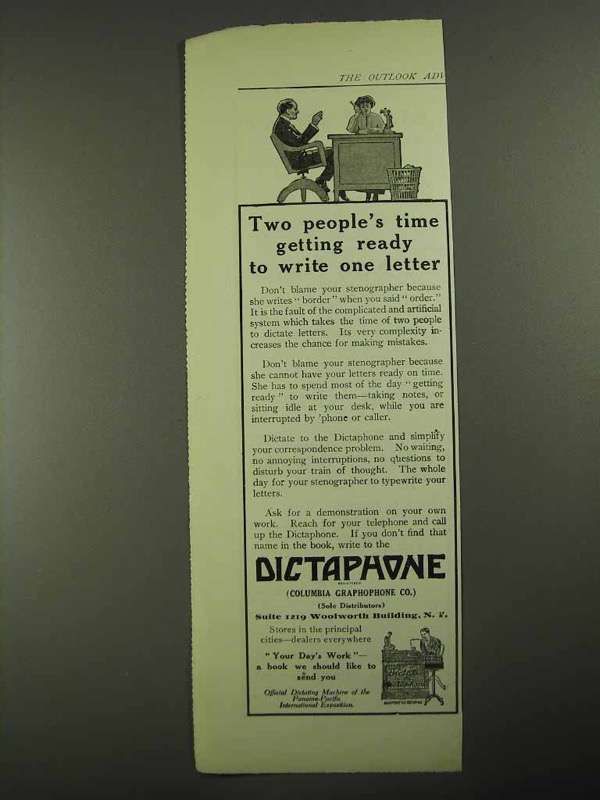 THE OUTLOOK ADV
Two people's time
getting ready
to write one letter
Don't blame your stenographer because
she writes "border" when you said "order."
It is the fault of the complicated and artificial
system which takes the time of two people
to dictate letters. Its very complexity in-
creases the chance for making mistakes.
Don't blame your stenographer because
she cannot have your letters ready on time.
She has to spend most of the day "getting
ready" to write them—taking notes, or
sitting idle at your desk, while you are
interrupted by 'phone or caller.
Dictate to the Dictaphone and simplify
your correspondence problem. No waiting,
no annoying interruptions, no questions to
disturb your train of thought. The whole
day for your stenographer to typewrite your
letters.
Ask for a demonstration on your own
work. Reach for your telephone and call
up the Dictaphone. If you don't find that
name in the book, write to the
DICTAPHONE
REGISTERED
(COLUMBIA GRAPHOPHONE CO.)
(Sole Distributors)
Suite 1219 Woolworth Building, N. Y.
Stores in the principal
cities—dealers everywhere
"Your Day's Work"—
a book we should like to
send you
Official Dictating Machine of the
Panama-Pacific
International Exposition.